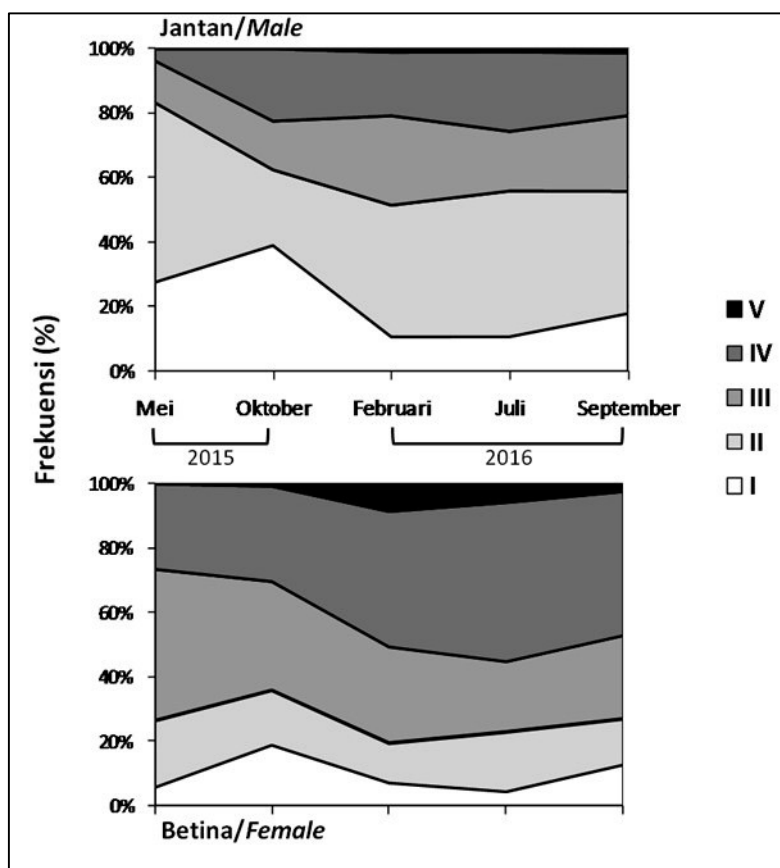 Jantan/Male
100%
80%
60%
40%
20%
0%
Mei Oktober Februari Juli September
2015 2016
Frekuensi (%)
V
IV
III
II
I
100%
80%
60%
40%
20%
0%
Betina/Female